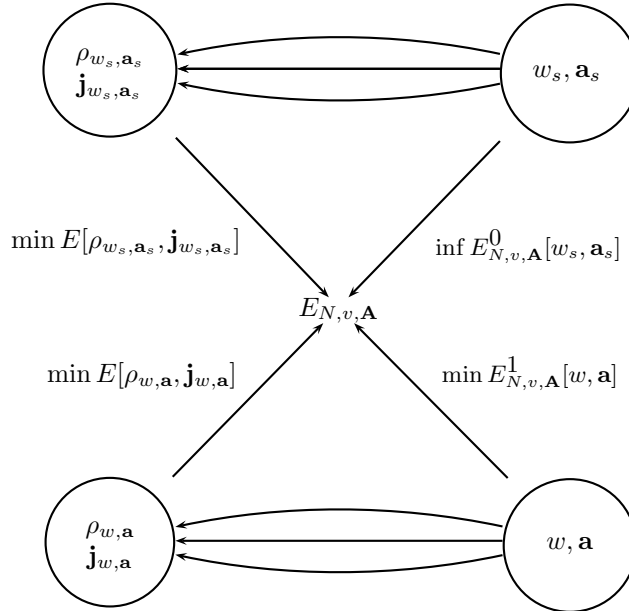 ρ_{w_s,𝐚_s}
𝐣_{w_s,𝐚_s}
w_s, 𝐚_s
min E[ρ_{w_s,𝐚_s}, 𝐣_{w_s,𝐚_s}]
inf E^0_{N,v,𝐀}[w_s, 𝐚_s]
E_{N,v,𝐀}
min E[ρ_{w,𝐚}, 𝐣_{w,𝐚}]
min E^1_{N,v,𝐀}[w, 𝐚]
ρ_{w,𝐚}
𝐣_{w,𝐚}
w, 𝐚